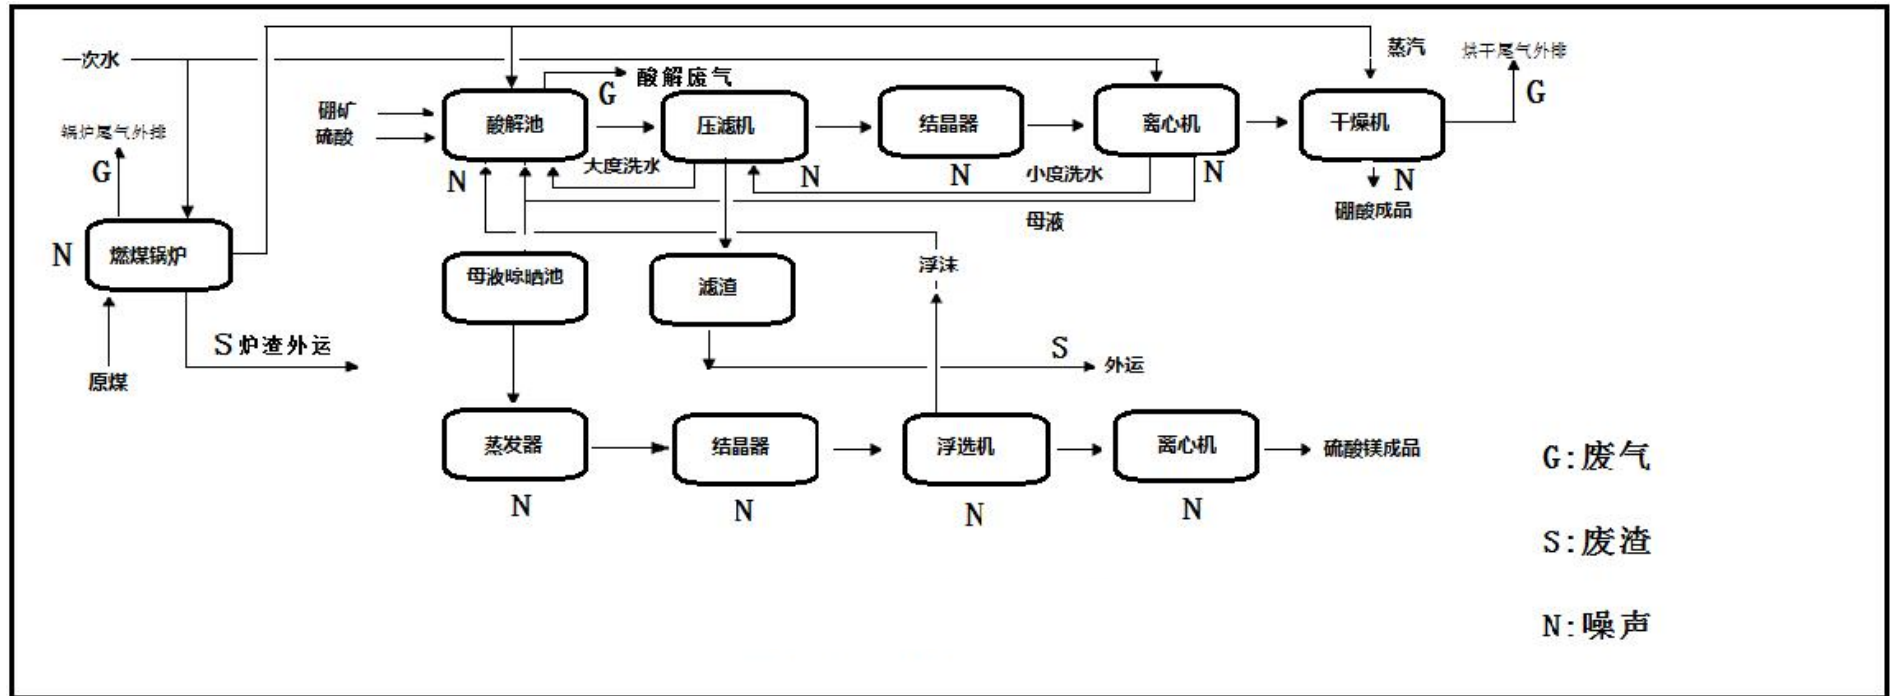 一次水
蒸汽
烘干尾气外排
酸解废气
G
G
硼矿
硫酸
酸解池
压滤机
结晶器
离心机
干燥机
锅炉尾气外排
G
N
大度洗水
N
N
小度洗水
N
N
硼酸成品
母液
N
燃煤锅炉
母液晾晒池
滤渣
浮沫
S炉渣外运
S
外运
原煤
蒸发器
结晶器
浮选机
离心机
硫酸镁成品
N
N
N
N
G:废气
S:废渣
N:噪声